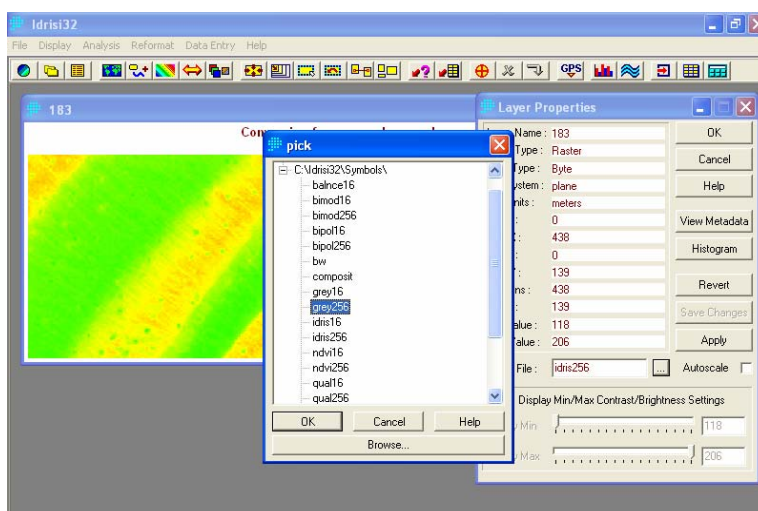 Idrisi32
File Display Analysis Reformat Data Entry Help
GPS
183
pick
C:\Idrisi32\Symbols\
balnce16
bimod16
bimod256
bipol16
bipol256
bw
composit
grey16
grey256
idris16
idris256
ndvi16
ndvi256
qual16
qual256
OK Cancel Help
Browse...
Layer Properties
Name : 183
Type : Raster
Type : Byte
ystem : plane
nits : meters
: 0
: 438
: 0
: 139
ns : 438
: 139
alue : 118
alue : 206
File : idris256 ... Autoscale
OK
Cancel
Help
View Metadata
Histogram
Revert
Save Changes
Apply
Display Min/Max Contrast/Brightness Settings
Min 118
Max 206